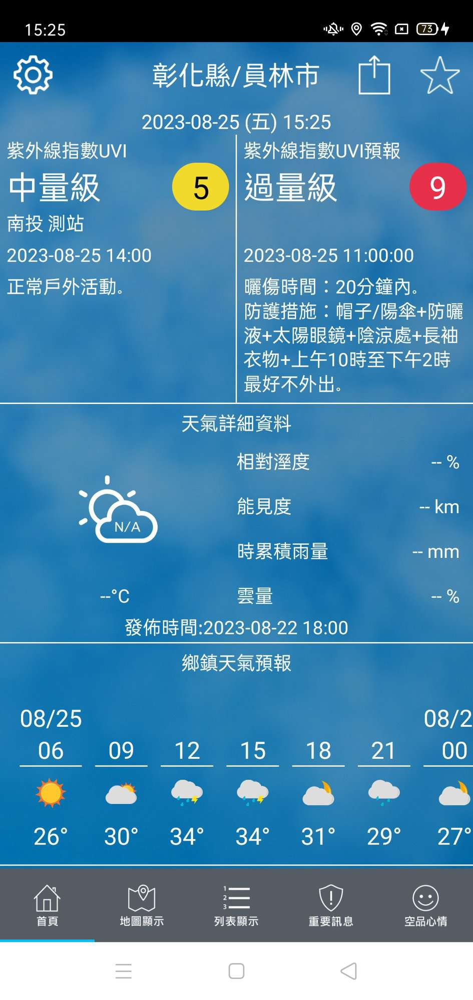 15:25
73
彰化縣/員林市
2023-08-25 (五) 15:25
紫外線指數UVI
中量級
5
南投 測站
2023-08-25 14:00
正常戶外活動。
紫外線指數UVI預報
過量級
9
2023-08-25 11:00:00
曬傷時間：20分鐘內。
防護措施：帽子/陽傘+防曬
液+太陽眼鏡+陰涼處+長袖
衣物+上午10時至下午2時
最好不外出。
天氣詳細資料
相對溼度 -- %
能見度 -- km
N/A
時累積雨量 -- mm
--°C
雲量 -- %
發佈時間:2023-08-22 18:00
鄉鎮天氣預報
08/25 08/2
06 09 12 15 18 21 00
26° 30° 34° 34° 31° 29° 27°
1
2
3
首頁 地圖顯示 列表顯示 重要訊息 空品心情